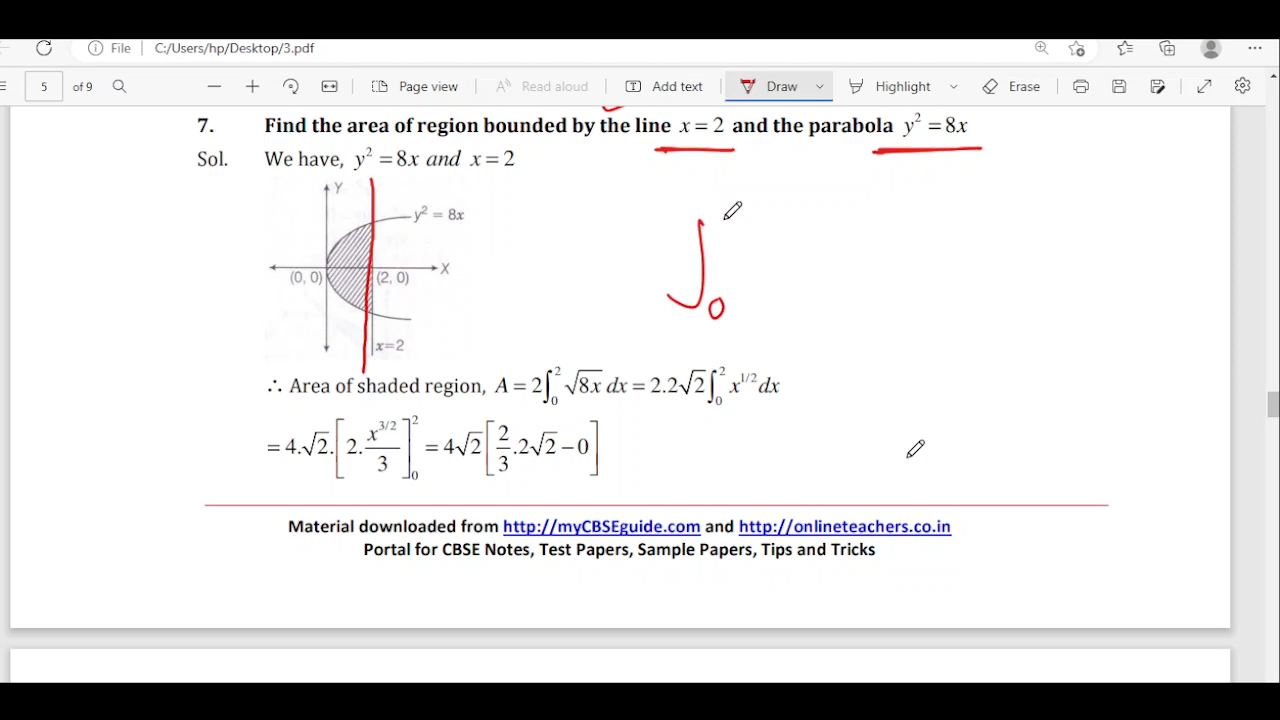 File | C:/Users/hp/Desktop/3.pdf
5 of 9 Page view Read aloud Add text Draw Highlight Erase
7. Find the area of region bounded by the line x = 2 and the parabola y² = 8x
Sol. We have, y² = 8x and x = 2
Y
y² = 8x
X
(0, 0) (2, 0)
x=2
∫₀
∴ Area of shaded region, A = 2∫₀² √8x dx = 2.2√2∫₀² x^1/2 dx
= 4.√2.[2.x^3/2/3]₀² = 4√2[2/3.2√2 − 0]
Material downloaded from http://myCBSEguide.com and http://onlineteachers.co.in
Portal for CBSE Notes, Test Papers, Sample Papers, Tips and Tricks